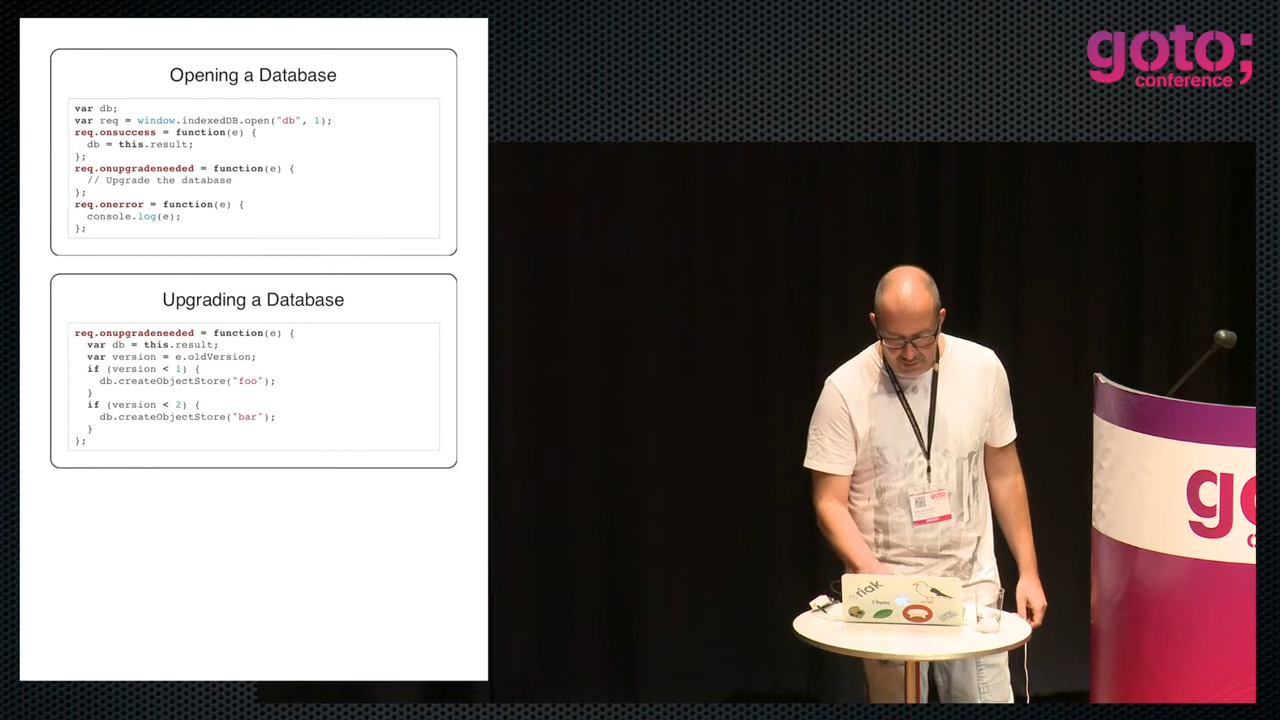 Opening a Database
var db;
var req = window.indexedDB.open("db", 1);
req.onsuccess = function(e) {
  db = this.result;
};
req.onupgradeneeded = function(e) {
  // Upgrade the database
};
req.onerror = function(e) {
  console.log(e);
};
Upgrading a Database
req.onupgradeneeded = function(e) {
  var db = this.result;
  var version = e.oldVersion;
  if (version < 1) {
    db.createObjectStore("foo");
  }
  if (version < 2) {
    db.createObjectStore("bar");
  }
};
goto;
conference
goto;
riak
go
c